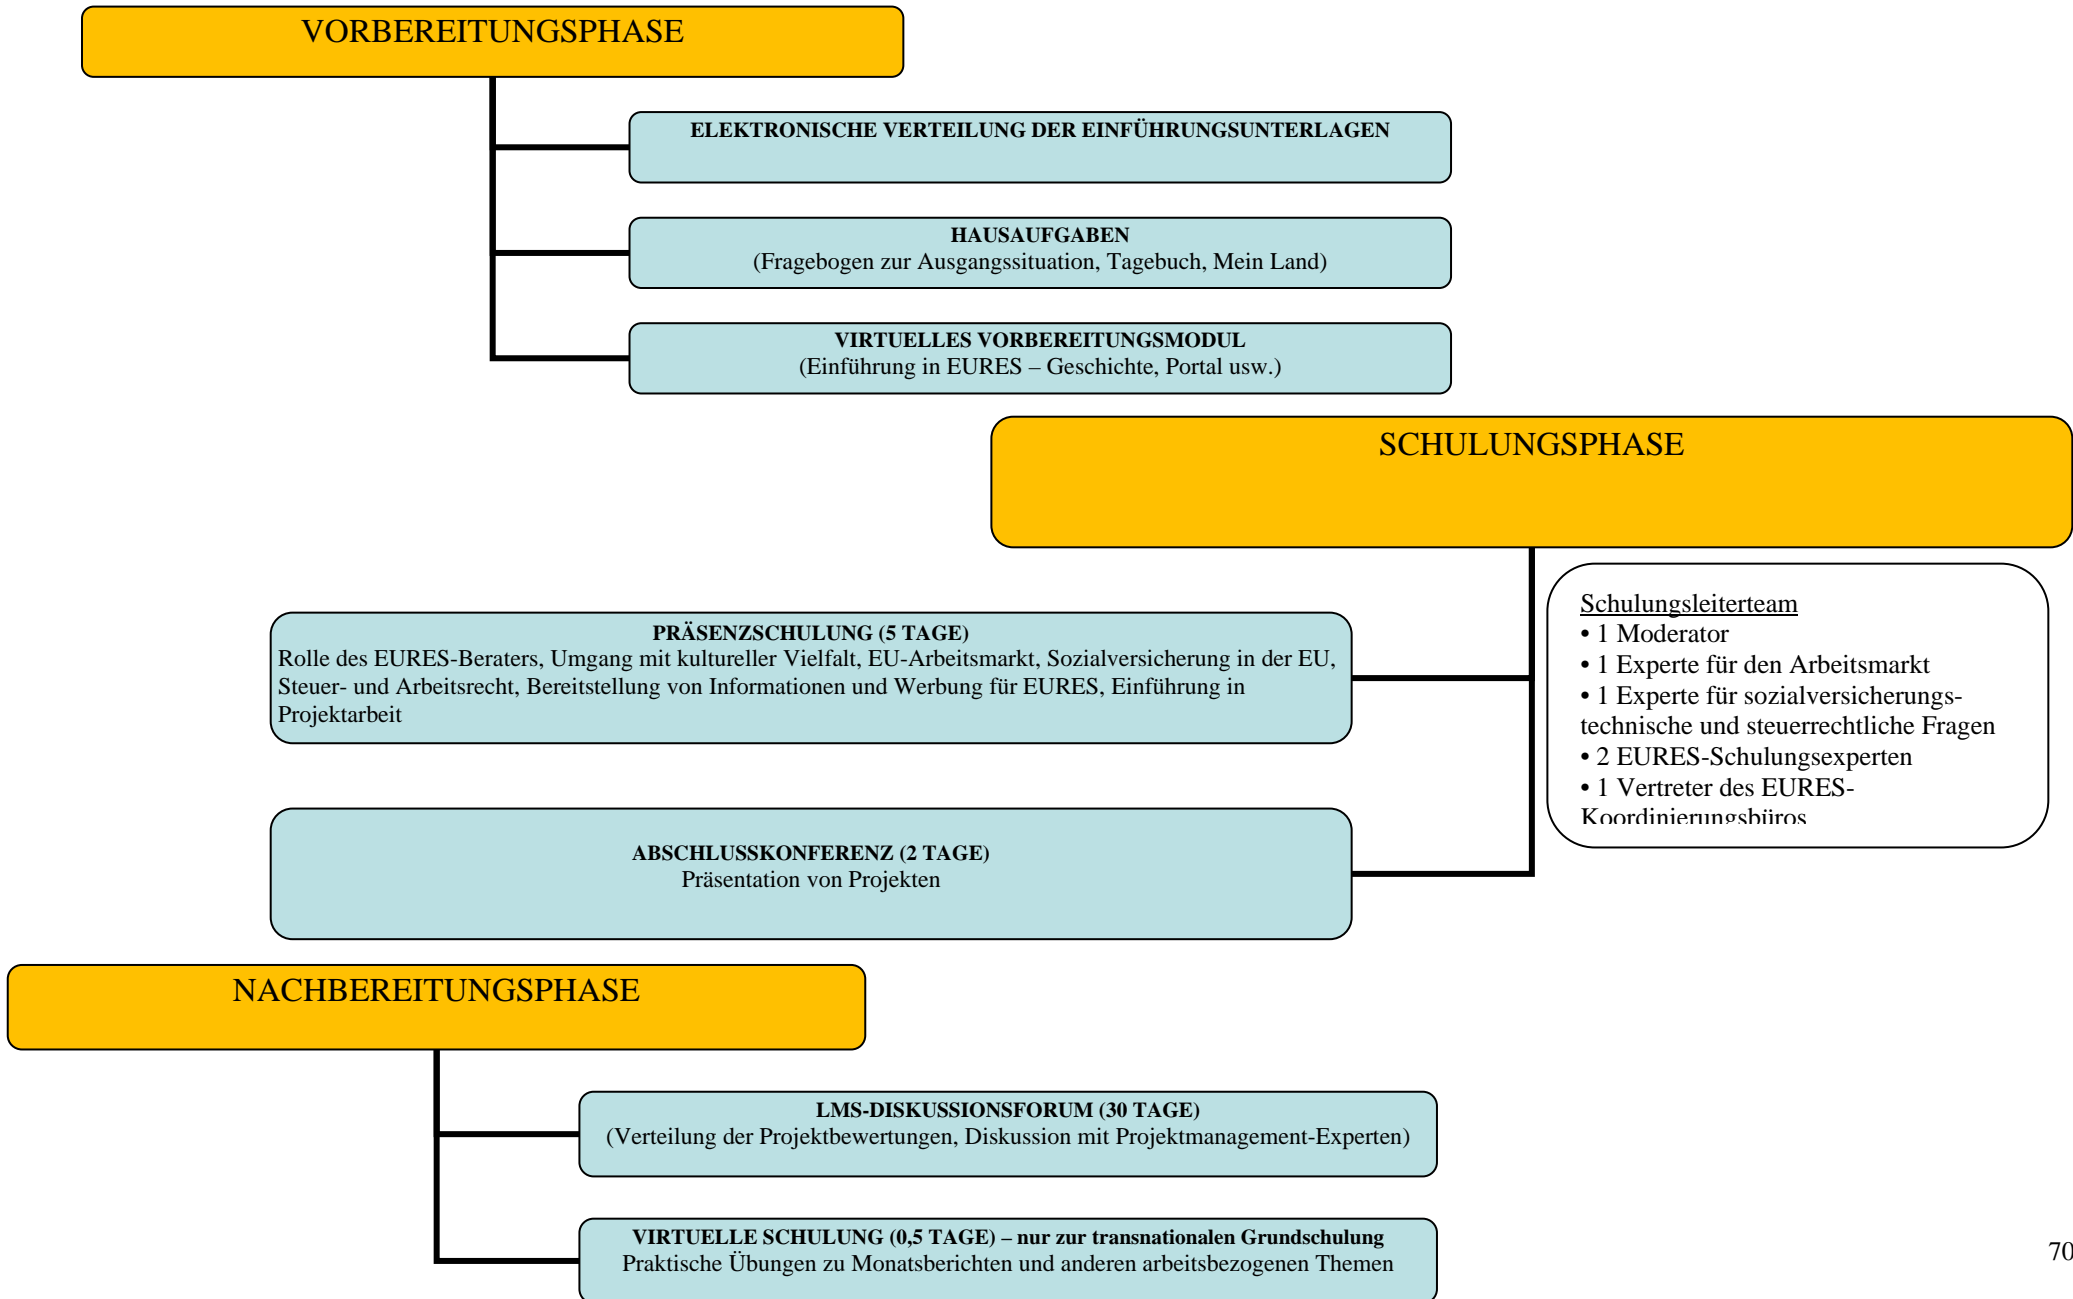 VORBEREITUNGSPHASE
ELEKTRONISCHE VERTEILUNG DER EINFÜHRUNGSUNTERLAGEN
HAUSAUFGABEN
(Fragebogen zur Ausgangssituation, Tagebuch, Mein Land)
VIRTUELLES VORBEREITUNGSMODUL
(Einführung in EURES – Geschichte, Portal usw.)
SCHULUNGSPHASE
PRÄSENZSCHULUNG (5 TAGE)
Rolle des EURES-Beraters, Umgang mit kultureller Vielfalt, EU-Arbeitsmarkt, Sozialversicherung in der EU,
Steuer- und Arbeitsrecht, Bereitstellung von Informationen und Werbung für EURES, Einführung in
Projektarbeit
Schulungsleiterteam
• 1 Moderator
• 1 Experte für den Arbeitsmarkt
• 1 Experte für sozialversicherungs-
technische und steuerrechtliche Fragen
• 2 EURES-Schulungsexperten
• 1 Vertreter des EURES-
Koordinierungsbüros
ABSCHLUSSKONFERENZ (2 TAGE)
Präsentation von Projekten
NACHBEREITUNGSPHASE
LMS-DISKUSSIONSFORUM (30 TAGE)
(Verteilung der Projektbewertungen, Diskussion mit Projektmanagement-Experten)
VIRTUELLE SCHULUNG (0,5 TAGE) – nur zur transnationalen Grundschulung
Praktische Übungen zu Monatsberichten und anderen arbeitsbezogenen Themen
70